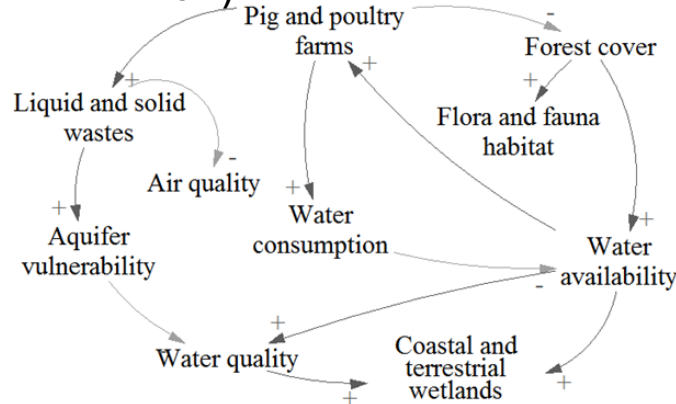 Pig and poultry
farms
-
Forest cover
+
+
+
Liquid and solid
wastes
Flora and fauna
habitat
-
Air quality
+
Water
consumption
+
Aquifer
vulnerability
+
Water
availability
-
+
Water quality
Coastal and
terrestrial
wetlands
+
+